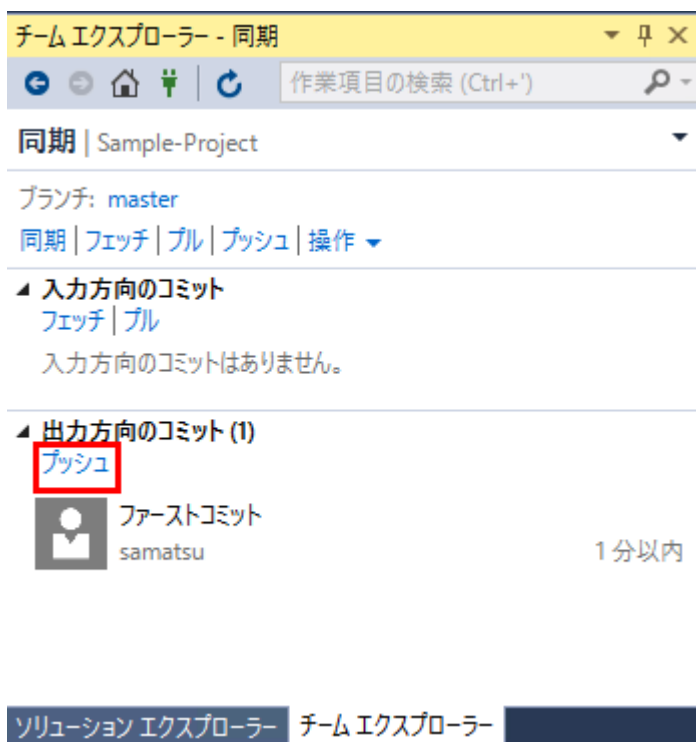 チーム エクスプローラー - 同期
作業項目の検索 (Ctrl+')
同期 | Sample-Project
ブランチ: master
同期 | フェッチ | プル | プッシュ | 操作
入力方向のコミット
フェッチ | プル
入力方向のコミットはありません。
出力方向のコミット (1)
プッシュ
ファーストコミット
samatsu 1 分以内
ソリューション エクスプローラー チーム エクスプローラー